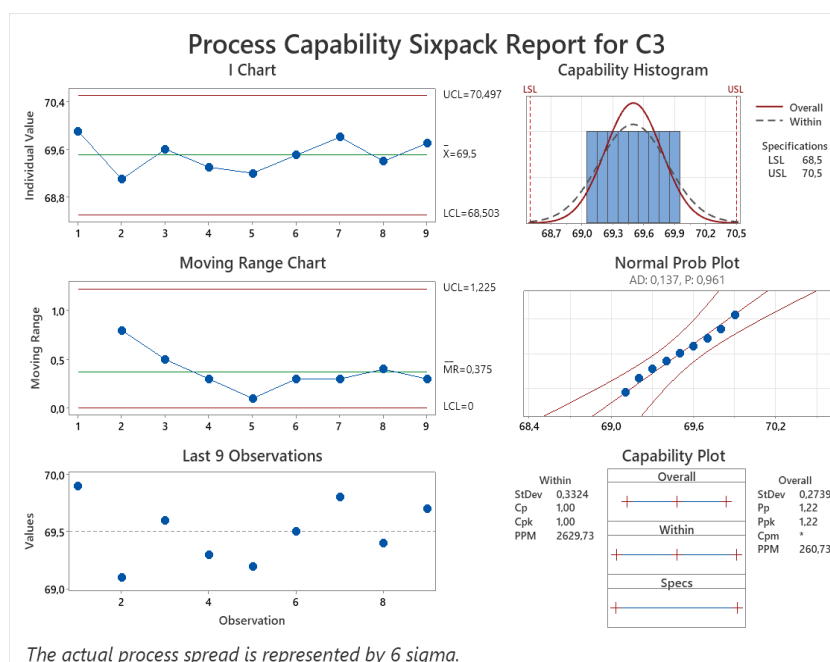 Process Capability Sixpack Report for C3
I Chart
Individual Value
70,4
69,6
68,8
1 2 3 4 5 6 7 8 9
UCL=70,497
X=69,5
LCL=68,503
Capability Histogram
LSL USL
68,7 69,0 69,3 69,6 69,9 70,2 70,5
Overall
Within
Specifications
LSL 68,5
USL 70,5
Moving Range Chart
Moving Range
1,0
0,5
0,0
1 2 3 4 5 6 7 8 9
UCL=1,225
MR=0,375
LCL=0
Normal Prob Plot
AD: 0,137, P: 0,961
68,4 69,0 69,6 70,2
Last 9 Observations
Values
70,0
69,5
69,0
2 4 6 8
Observation
Capability Plot
Within
StDev 0,3324
Cp 1,00
Cpk 1,00
PPM 2629,73
Overall
Within
Specs
Overall
StDev 0,2739
Pp 1,22
Ppk 1,22
Cpm *
PPM 260,73
The actual process spread is represented by 6 sigma.